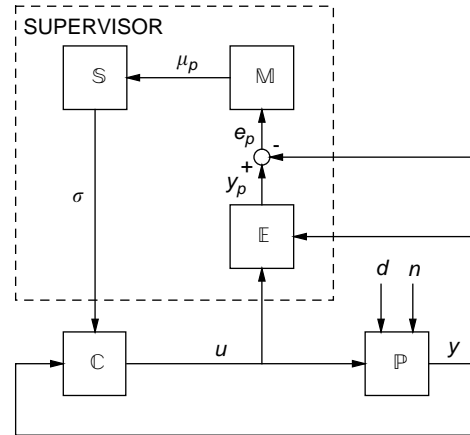 SUPERVISOR
𝕊
μp
𝕄
ep
-
+
yp
σ
𝔼
d
n
ℂ
u
ℙ
y